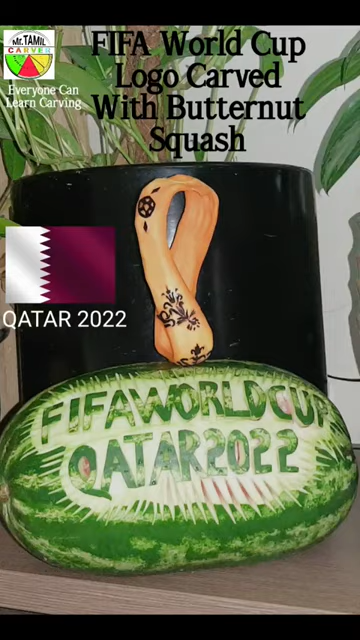 Mr.TAMIL
CARVER
Everyone Can
Learn Carving
FIFA World Cup
Logo Carved
With Butternut
Squash
QATAR 2022
FIFAWORLDCUP
QATAR2022